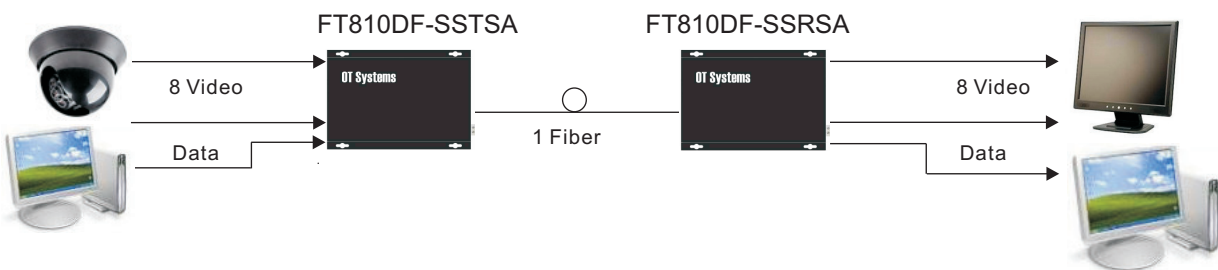 FT810DF-SSTSA
FT810DF-SSRSA
OT Systems
OT Systems
8 Video
8 Video
1 Fiber
Data
Data